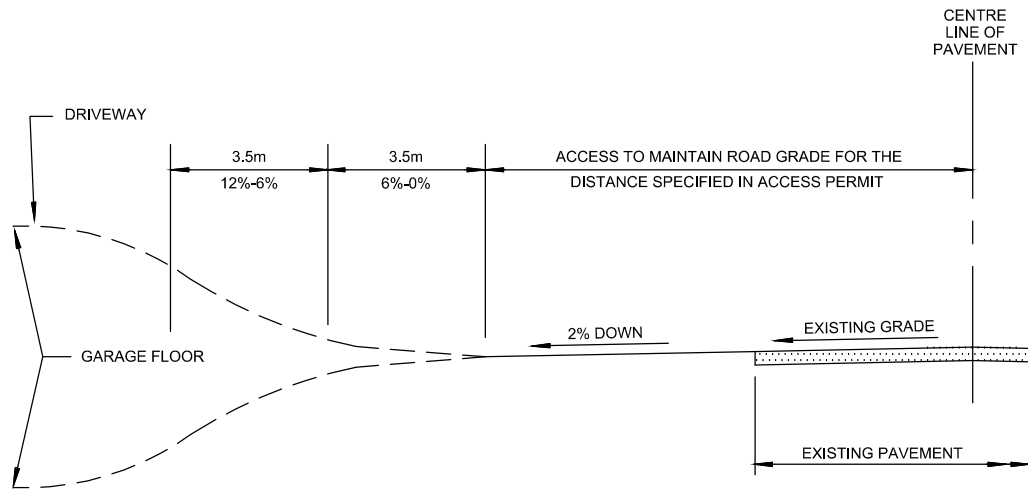 CENTRE
LINE OF
PAVEMENT
DRIVEWAY
3.5m
12%-6%
3.5m
6%-0%
ACCESS TO MAINTAIN ROAD GRADE FOR THE
DISTANCE SPECIFIED IN ACCESS PERMIT
2% DOWN
EXISTING GRADE
GARAGE FLOOR
EXISTING PAVEMENT